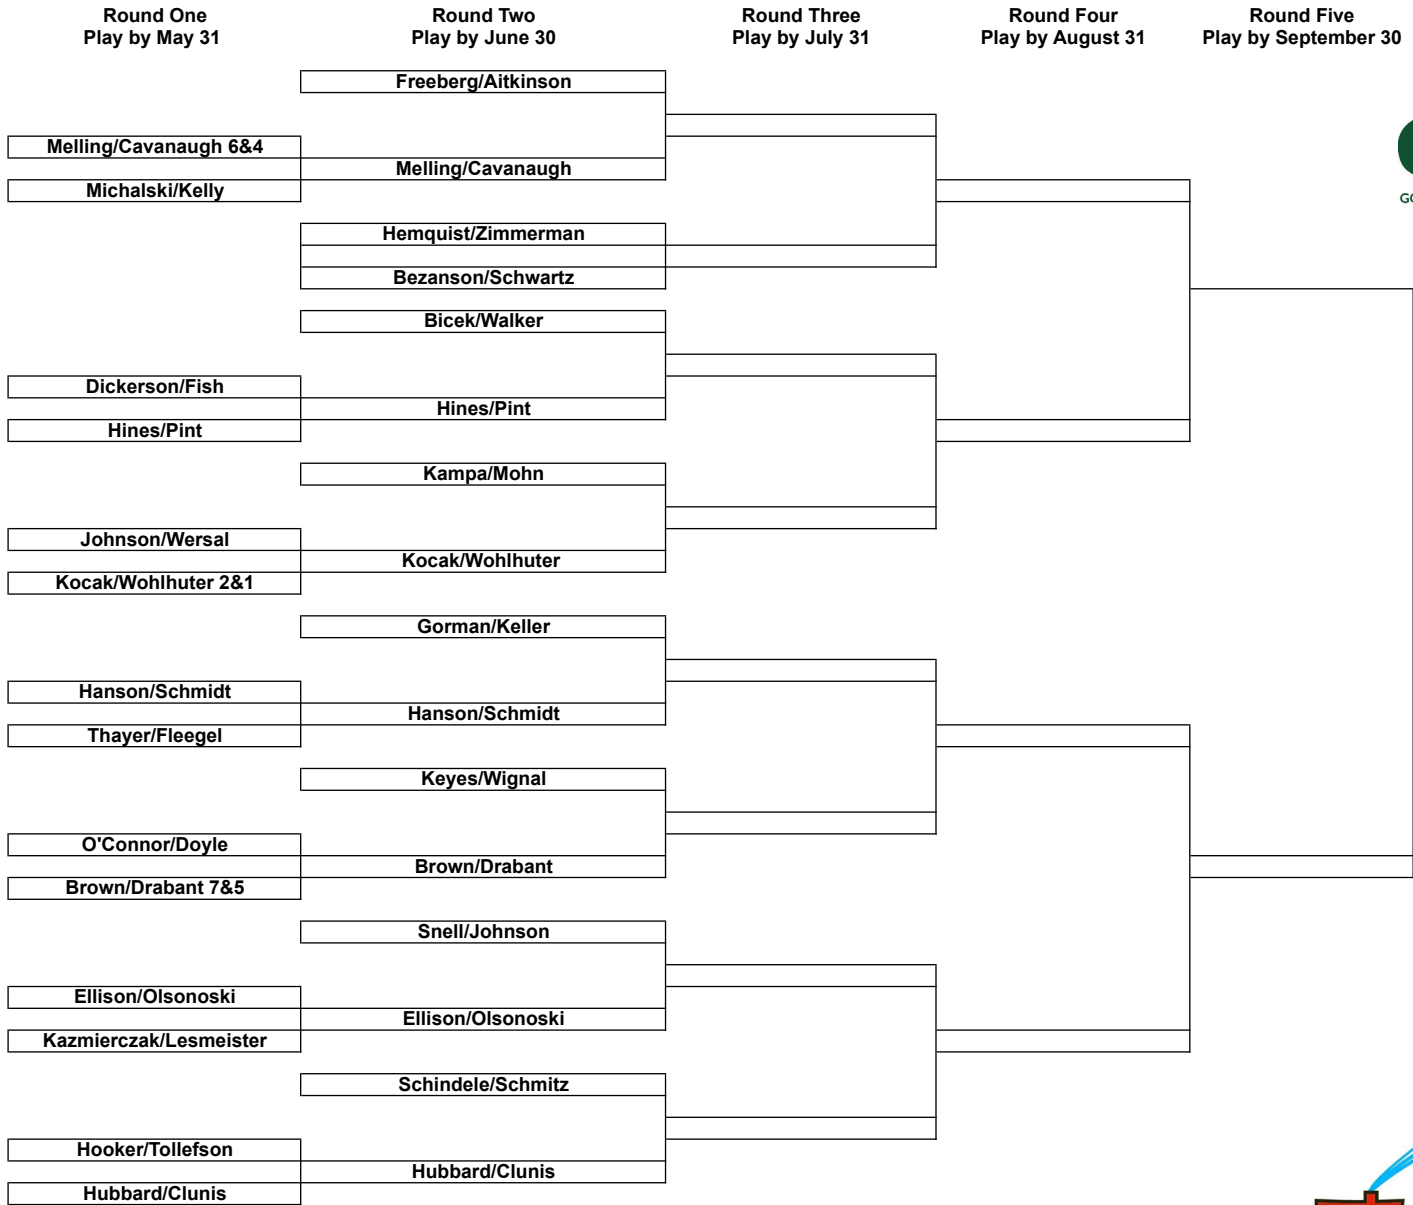 Round One
Play by May 31
Round Two
Play by June 30
Round Three
Play by July 31
Round Four
Play by August 31
Round Five
Play by September 30
Freeberg/Aitkinson
Melling/Cavanaugh 6&4
Melling/Cavanaugh
Michalski/Kelly
Hemquist/Zimmerman
Bezanson/Schwartz
Bicek/Walker
Dickerson/Fish
Hines/Pint
Hines/Pint
Kampa/Mohn
Johnson/Wersal
Kocak/Wohlhuter
Kocak/Wohlhuter 2&1
Gorman/Keller
Hanson/Schmidt
Hanson/Schmidt
Thayer/Fleegel
Keyes/Wignal
O'Connor/Doyle
Brown/Drabant
Brown/Drabant 7&5
Snell/Johnson
Ellison/Olsonoski
Ellison/Olsonoski
Kazmierczak/Lesmeister
Schindele/Schmitz
Hooker/Tollefson
Hubbard/Clunis
Hubbard/Clunis